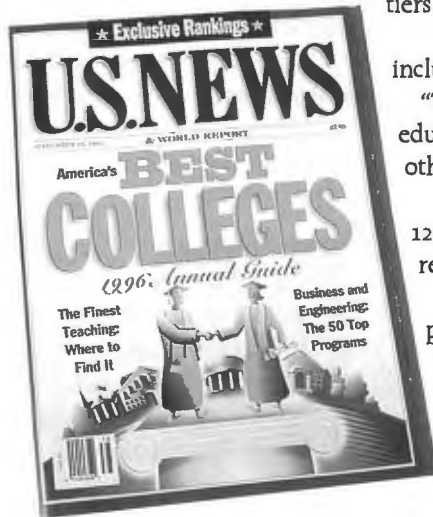 ★ Exclusive Rankings ★
U.S.NEWS
& WORLD REPORT
America's BEST
COLLEGES
1996 Annual Guide
The Finest
Teaching:
Where to
Find It
Business and
Engineering:
The 50 Top
Programs
tiers
inclu
"
edu
oth
12
re
p